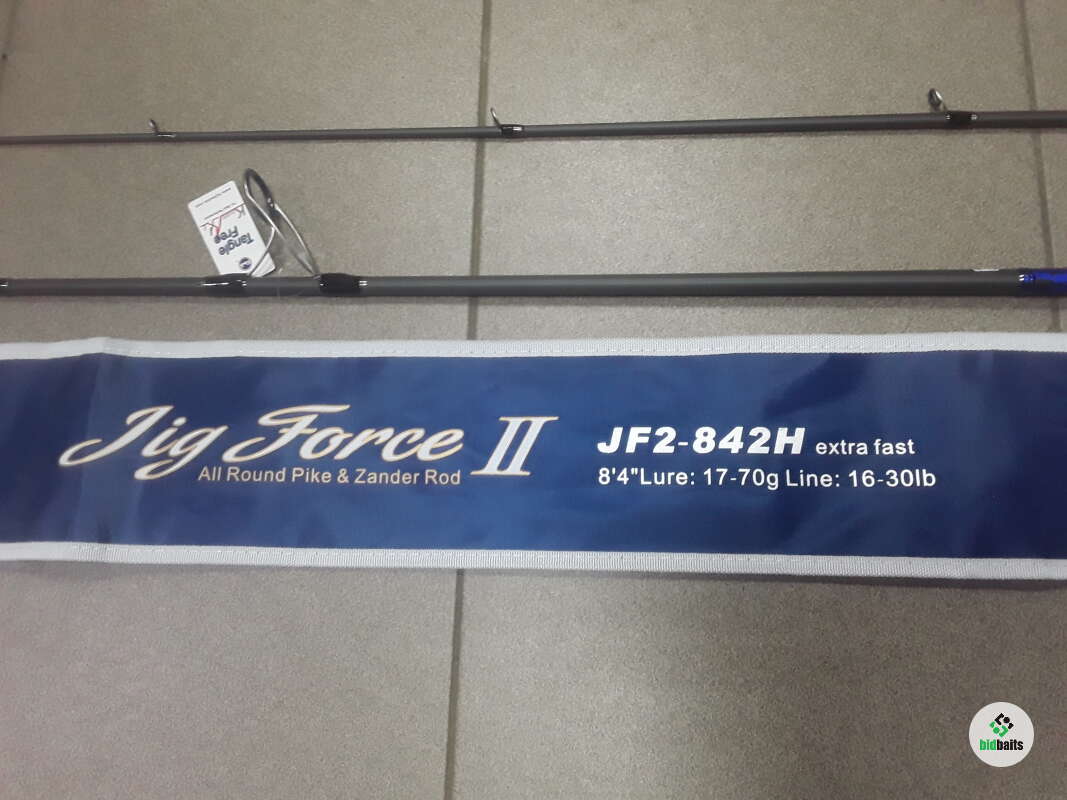 Tangle
Free
Jig Force II
All Round Pike & Zander Rod
JF2-842H extra fast
8'4"Lure: 17-70g Line: 16-30lb
bidbaits